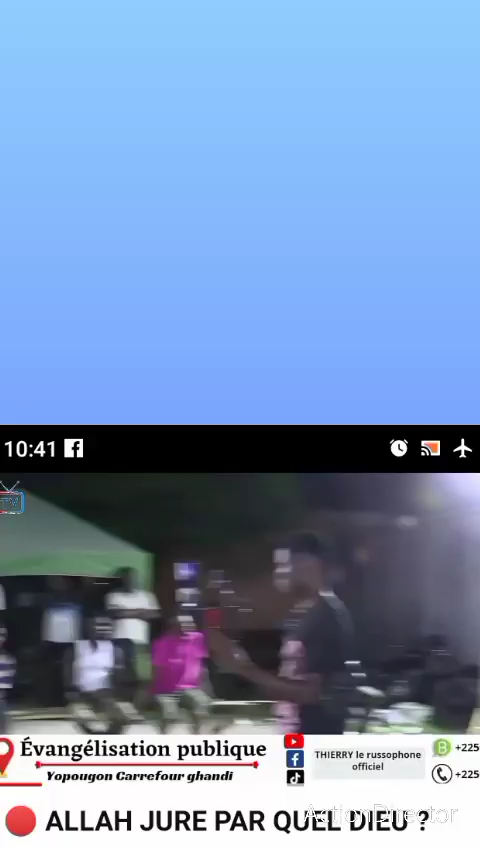 10:41
TV
Évangélisation publique
Yopougon Carrefour ghandi
THIERRY le russophone
officiel
+225
+225
ALLAH JURE PAR QUEL DIEU ?
ActionDirector